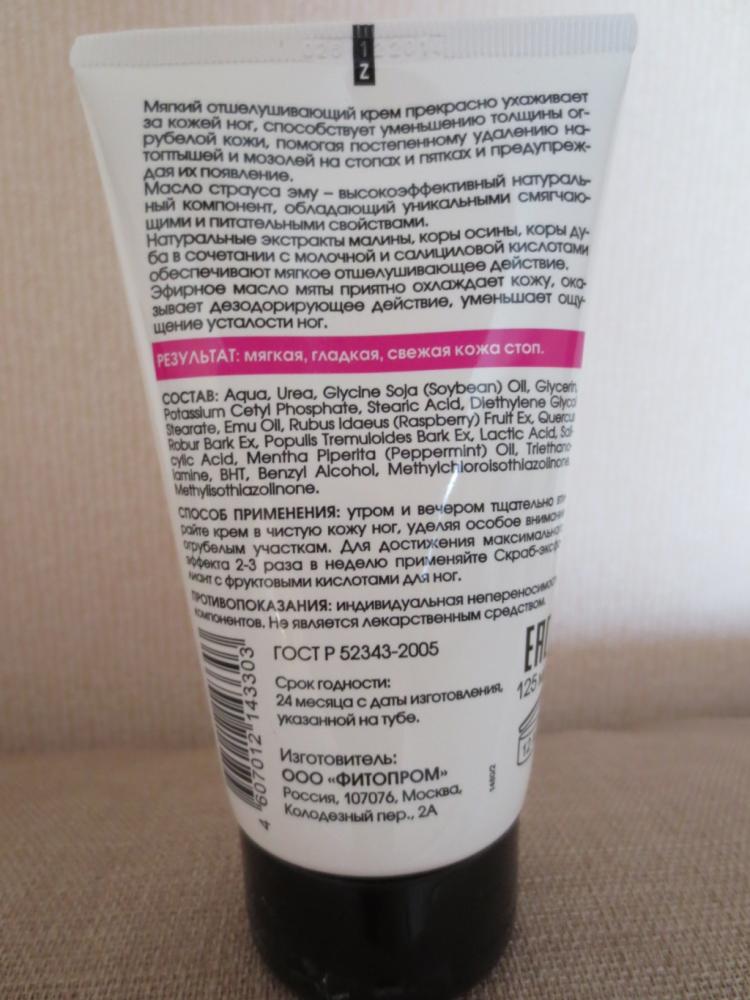 1
Z
Мягкий отшелушивающий крем прекрасно ухаживает
за кожей ног, способствует уменьшению толщины ог-
рубелой кожи, помогая постепенному удалению на-
топтышей и мозолей на стопах и пятках и предупреж-
дая их появление.
Масло страуса эму – высокоэффективный натураль-
ный компонент, обладающий уникальными смягчаю-
щими и питательными свойствами.
Натуральные экстракты малины, коры осины, коры ду-
ба в сочетании с молочной и салициловой кислотами
обеспечивают мягкое отшелушивающее действие.
Эфирное масло мяты приятно охлаждает кожу, ока-
зывает дезодорирующее действие, уменьшает ощу-
щение усталости ног.
РЕЗУЛЬТАТ: мягкая, гладкая, свежая кожа стоп.
СОСТАВ: Aqua, Urea, Glycine Soja (Soybean) Oil, Glycerin,
Potassium Cetyl Phosphate, Stearic Acid, Diethylene Glycol
Stearate, Emu Oil, Rubus Idaeus (Raspberry) Fruit Ex, Quercus
Robur Bark Ex, Populis Tremuloides Bark Ex, Lactic Acid, Sali-
cylic Acid, Mentha Piperita (Peppermint) Oil, Triethano-
lamine, BHT, Benzyl Alcohol, Methylchloroisothiazolinone,
Methylisothiazolinone.
СПОСОБ ПРИМЕНЕНИЯ: утром и вечером тщательно вти-
райте крем в чистую кожу ног, уделяя особое внимание
огрубелым участкам. Для достижения максимального
эффекта 2-3 раза в неделю применяйте Скраб-эксфо-
лиант с фруктовыми кислотами для ног.
ПРОТИВОПОКАЗАНИЯ: индивидуальная непереносимость
компонентов. Не является лекарственным средством.
ГОСТ Р 52343-2005
EAC
125
Срок годности:
24 месяца с даты изготовления,
указанной на тубе.
12
Изготовитель:
ООО «ФИТОПРОМ»
Россия, 107076, Москва,
Колодезный пер., 2А
14802
4 607012 143303